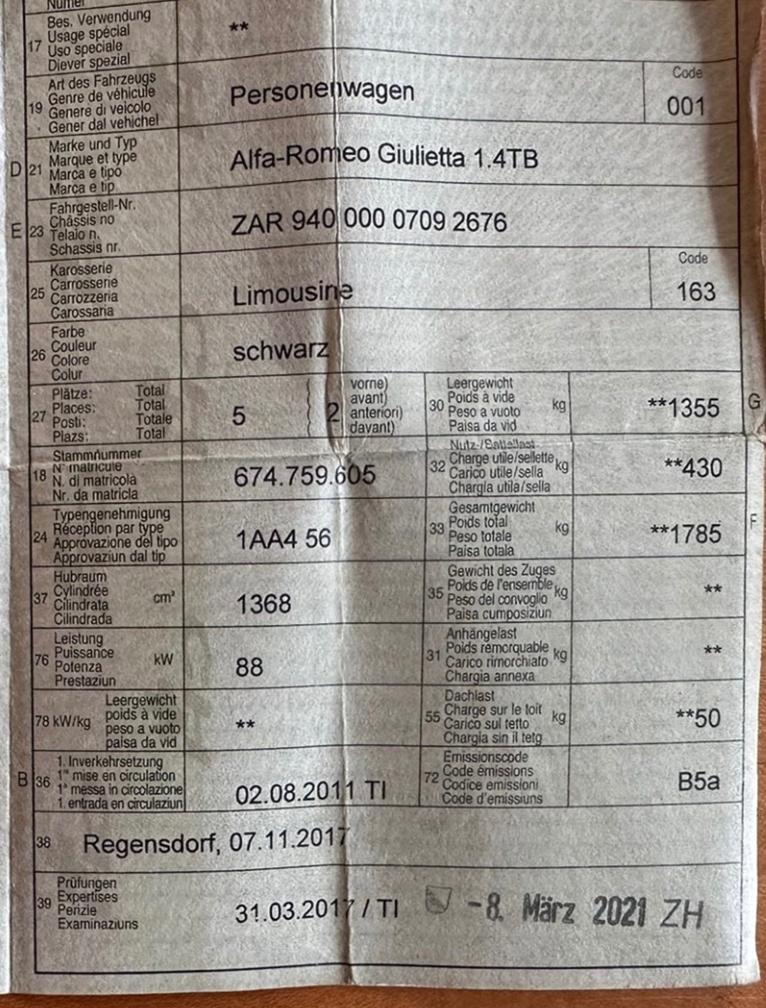 Numer
17
Bes. Verwendung
Usage spécial
Uso speciale
Diever spezial
**
19
Art des Fahrzeugs
Genre de véhicule
Genere di veicolo
Gener dal vehichel
Personenwagen
Code
001
D
21
Marke und Typ
Marque et type
Marca e tipo
Marca e tip
Alfa-Romeo Giulietta 1.4TB
E
23
Fahrgestell-Nr.
Châssis no
Telaio n.
Schassis nr.
ZAR 940 000 0709 2676
25
Karosserie
Carrosserie
Carrozzeria
Carossaria
Limousine
Code
163
26
Farbe
Couleur
Colore
Colur
schwarz
27
Plätze: Total
Places: Total
Posti: Totale
Plazs: Total
5
2
vorne)
avant)
anteriori)
davant)
30
Leergewicht
Poids à vide
Peso a vuoto
Paisa da vid
kg
**1355
G
18
Stammnummer
N° matricule
N. di matricola
Nr. da matricla
674.759.605
32
Nutz-/Sattellast
Charge utile/sellette
Carico utile/sella
Chargia utila/sella
kg
**430
24
Typengenehmigung
Réception par type
Approvazione del tipo
Approvaziun dal tip
1AA4 56
33
Gesamtgewicht
Poids total
Peso totale
Paisa totala
kg
**1785
F
37
Hubraum
Cylindrée
Cilindrata
Cilindrada
cm³
1368
35
Gewicht des Zuges
Poids de l'ensemble
Peso del convoglio
Paisa cumposiziun
kg
**
76
Leistung
Puissance
Potenza
Prestaziun
kW
88
31
Anhängelast
Poids remorquable
Carico rimorchiato
Chargia annexa
kg
**
78 kW/kg
Leergewicht
poids à vide
peso a vuoto
paisa da vid
**
55
Dachlast
Charge sur le toit
Carico sul tetto
Chargia sin il tetg
kg
**50
B
36
1. Inverkehrsetzung
1re mise en circulation
1a messa in circolazione
1. entrada en circulaziun
02.08.2011 TI
72
Emissionscode
Code émissions
Codice emissioni
Code d'emissiuns
B5a
38
Regensdorf, 07.11.2017
39
Prüfungen
Expertises
Perizie
Examinaziuns
31.03.2017 / TI
-8. März 2021 ZH